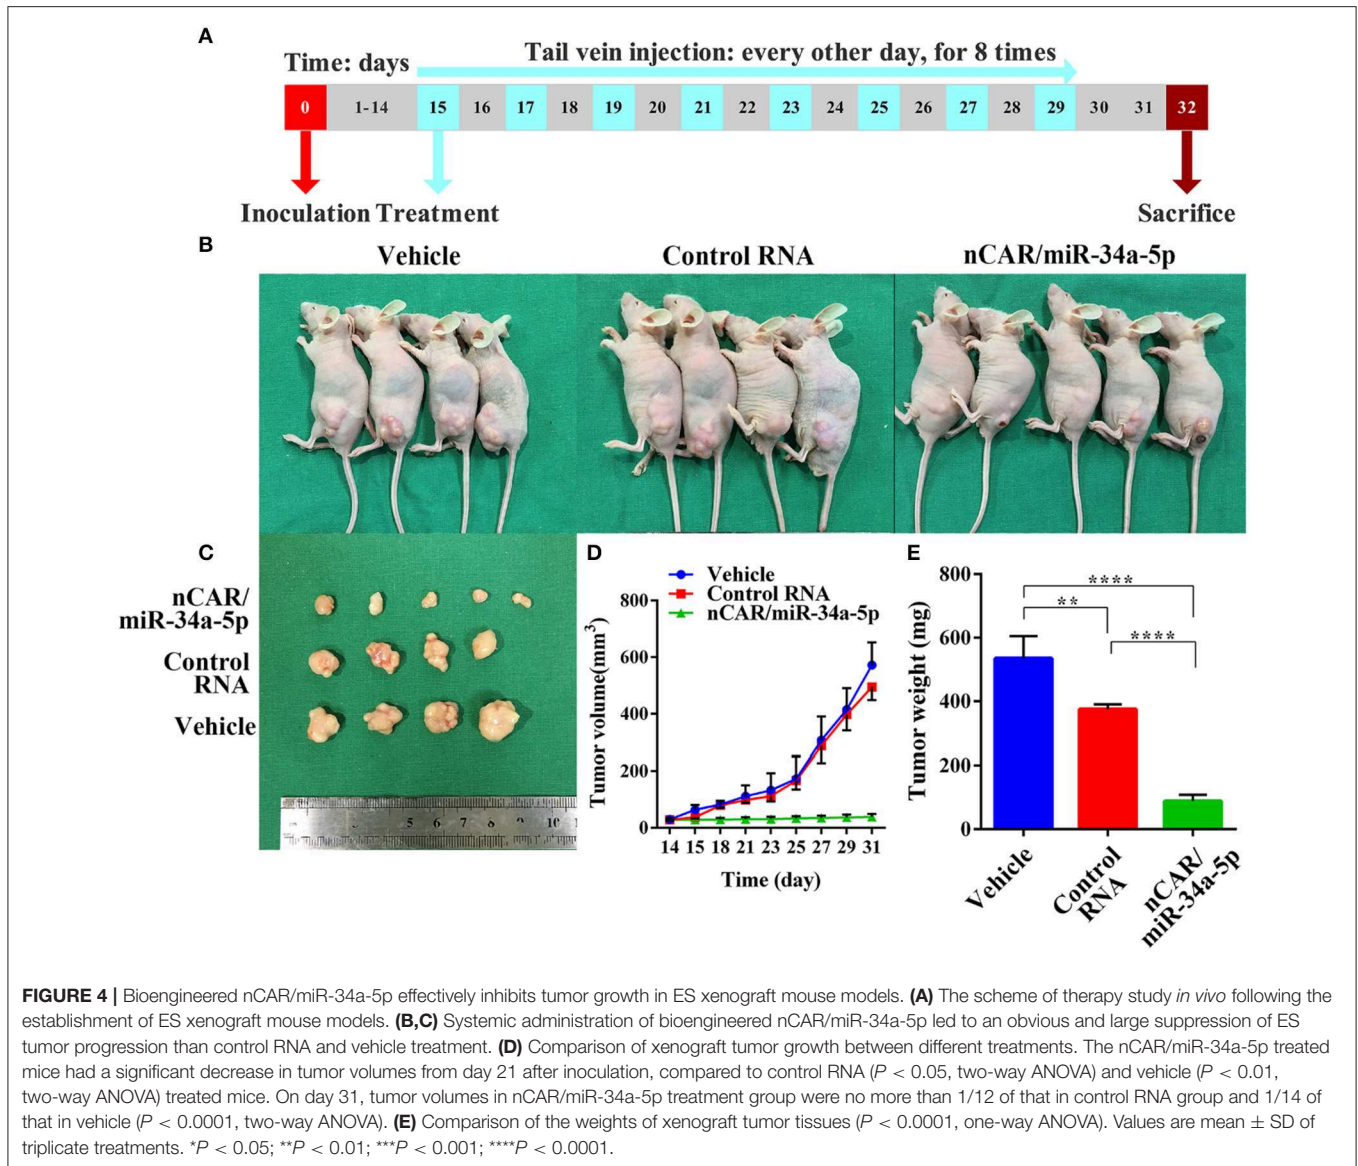 A
Time: days
Tail vein injection: every other day, for 8 times
0 1-14 15 16 17 18 19 20 21 22 23 24 25 26 27 28 29 30 31 32
Inoculation Treatment Sacrifice
B
Vehicle Control RNA nCAR/miR-34a-5p
C
nCAR/
miR-34a-5p
Control
RNA
Vehicle
5 6 7 8 9 10
D
Vehicle
Control RNA
nCAR/miR-34a-5p
Tumor volume(mm³)
800
600
400
200
0
14 15 18 21 23 25 27 29 31
Time (day)
E
Tumor weight (mg)
800
600
400
200
0
****
**
****
Vehicle
Control
RNA
nCAR/
miR-34a-5p
FIGURE 4 | Bioengineered nCAR/miR-34a-5p effectively inhibits tumor growth in ES xenograft mouse models. (A) The scheme of therapy study in vivo following the
establishment of ES xenograft mouse models. (B,C) Systemic administration of bioengineered nCAR/miR-34a-5p led to an obvious and large suppression of ES
tumor progression than control RNA and vehicle treatment. (D) Comparison of xenograft tumor growth between different treatments. The nCAR/miR-34a-5p treated
mice had a significant decrease in tumor volumes from day 21 after inoculation, compared to control RNA (P < 0.05, two-way ANOVA) and vehicle (P < 0.01,
two-way ANOVA) treated mice. On day 31, tumor volumes in nCAR/miR-34a-5p treatment group were no more than 1/12 of that in control RNA group and 1/14 of
that in vehicle (P < 0.0001, two-way ANOVA). (E) Comparison of the weights of xenograft tumor tissues (P < 0.0001, one-way ANOVA). Values are mean ± SD of
triplicate treatments. *P < 0.05; **P < 0.01; ***P < 0.001; ****P < 0.0001.